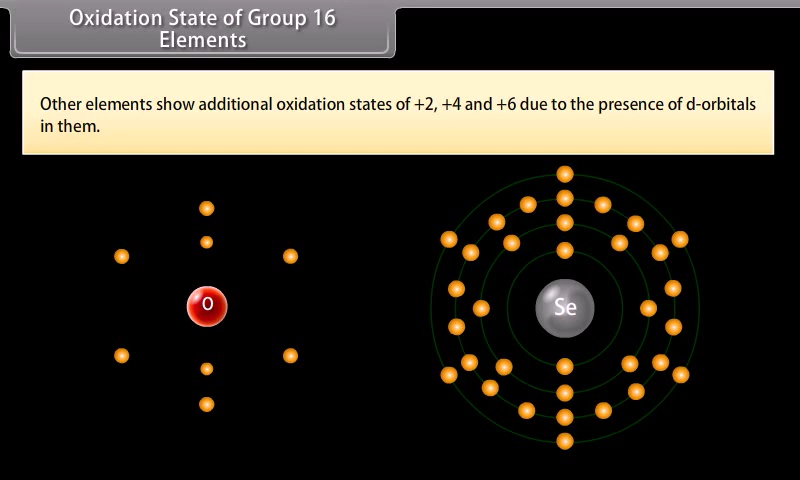 Oxidation State of Group 16
Elements
Other elements show additional oxidation states of +2, +4 and +6 due to the presence of d-orbitals
in them.
O
Se